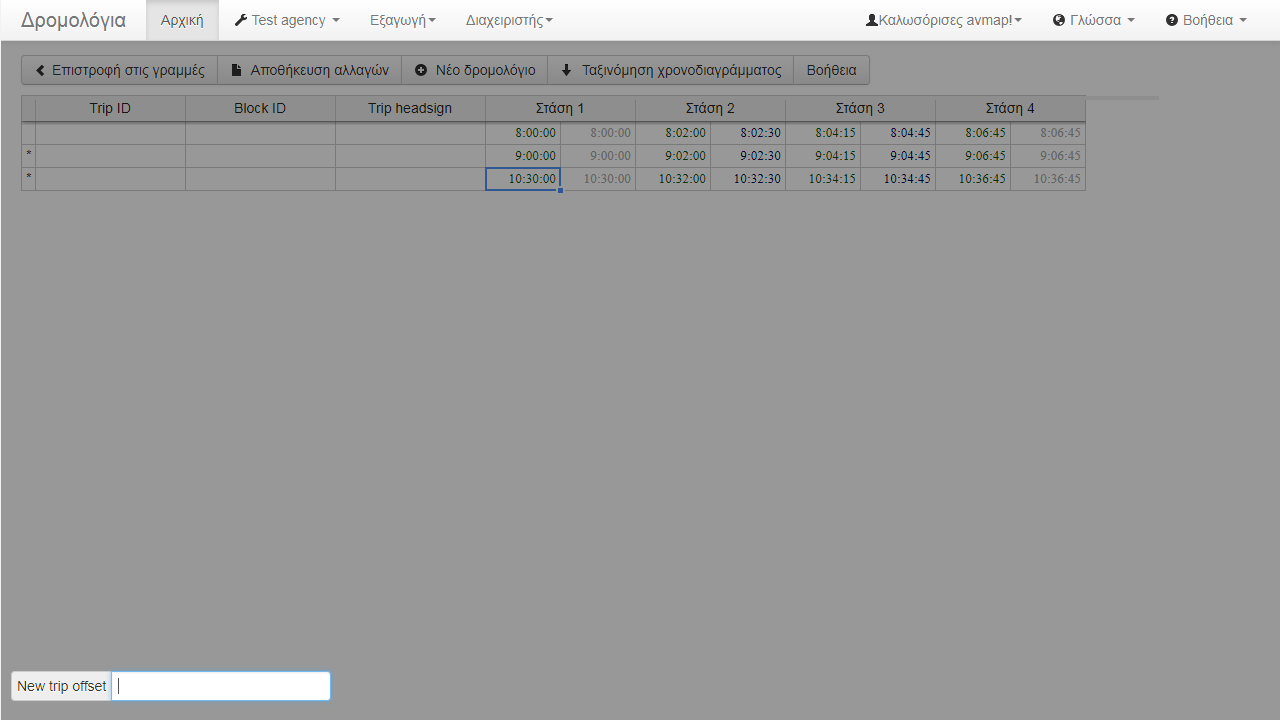 Δρομολόγια Αρχική Test agency Εξαγωγή Διαχειριστής Καλωσόρισες avmap! Γλώσσα Βοήθεια
Επιστροφή στις γραμμές Αποθήκευση αλλαγών Νέο δρομολόγιο Ταξινόμηση χρονοδιαγράμματος Βοήθεια
Trip ID Block ID Trip headsign Στάση 1 Στάση 2 Στάση 3 Στάση 4
8:00:00 8:00:00 8:02:00 8:02:30 8:04:15 8:04:45 8:06:45 8:06:45
* 9:00:00 9:00:00 9:02:00 9:02:30 9:04:15 9:04:45 9:06:45 9:06:45
* 10:30:00 10:30:00 10:32:00 10:32:30 10:34:15 10:34:45 10:36:45 10:36:45
New trip offset